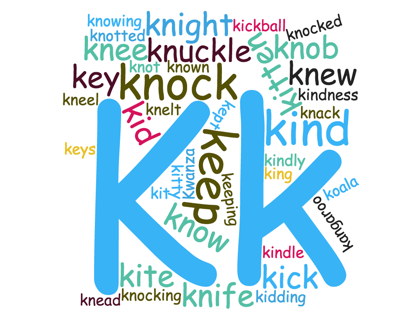 knowing
knight
kickball
knocked
knotted
knee
knuckle
kitten
knob
knot
known
key
knock
knew
kneel
knelt
kid
kept
kindness
knack
kind
keys
Kk
keep
Kwanza
kitty
kit
keeping
kindly
king
koala
kangaroo
know
kindle
kite
kick
knead
knocking
knife
kidding